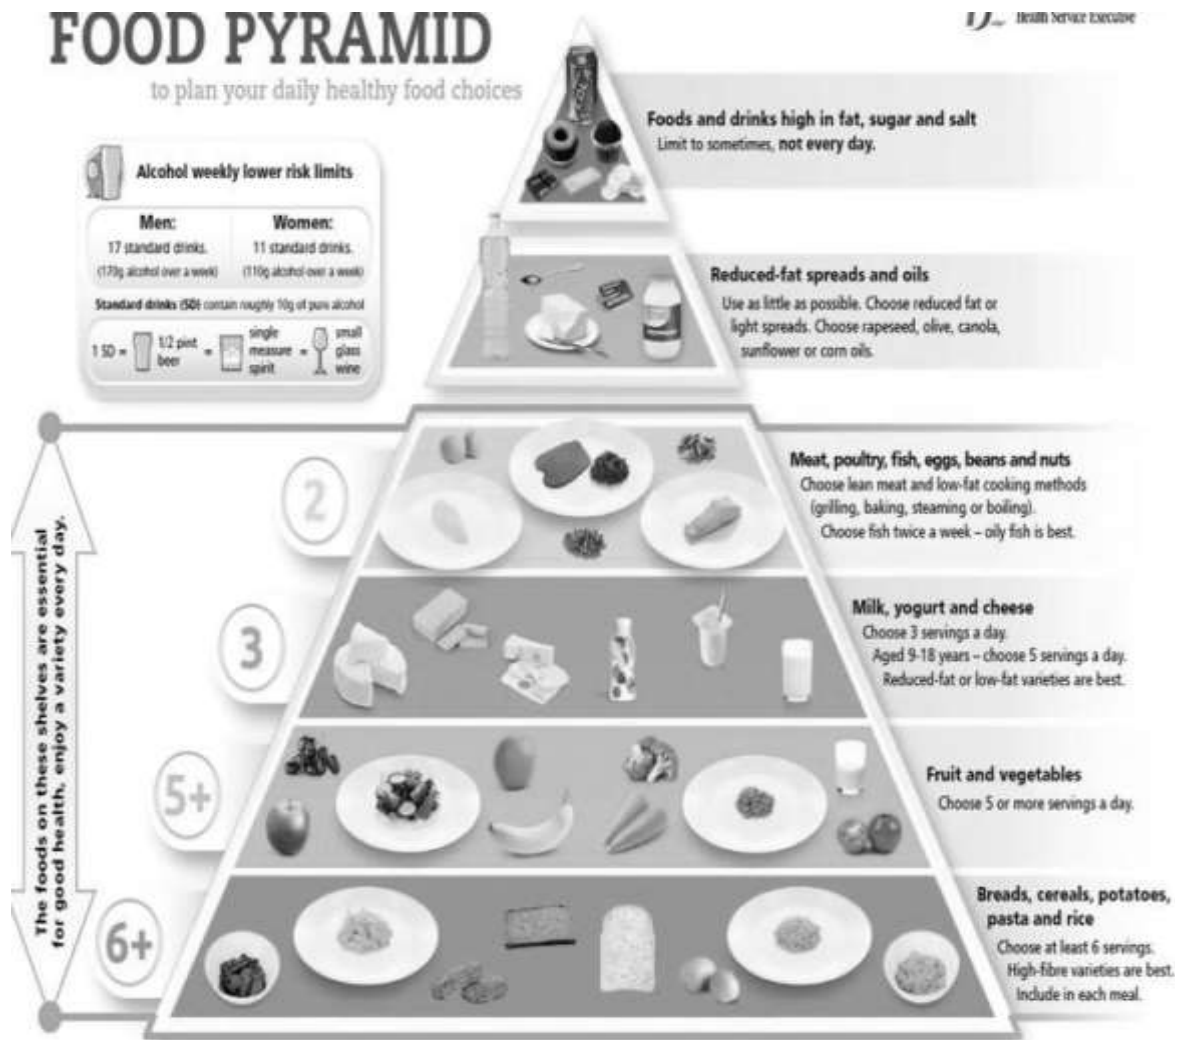 FOOD PYRAMID
to plan your daily healthy food choices
Health Service Executive
Foods and drinks high in fat, sugar and salt
Limit to sometimes, not every day.
Alcohol weekly lower risk limits
Men:
17 standard drinks.
(170g alcohol over a week)
Women:
11 standard drinks.
(110g alcohol over a week)
Standard drinks (SD) contain roughly 10g of pure alcohol
1 SD =
1/2 pint
beer
=
single
measure
spirit
=
small
glass
wine
Reduced-fat spreads and oils
Use as little as possible. Choose reduced fat or
light spreads. Choose rapeseed, olive, canola,
sunflower or corn oils.
The foods on these shelves are essential
for good health, enjoy a variety every day.
2
Meat, poultry, fish, eggs, beans and nuts
Choose lean meat and low-fat cooking methods
(grilling, baking, steaming or boiling).
Choose fish twice a week – oily fish is best.
3
Milk, yogurt and cheese
Choose 3 servings a day.
Aged 9-18 years – choose 5 servings a day.
Reduced-fat or low-fat varieties are best.
5+
Fruit and vegetables
Choose 5 or more servings a day.
6+
Breads, cereals, potatoes,
pasta and rice
Choose at least 6 servings.
High-fibre varieties are best.
Include in each meal.